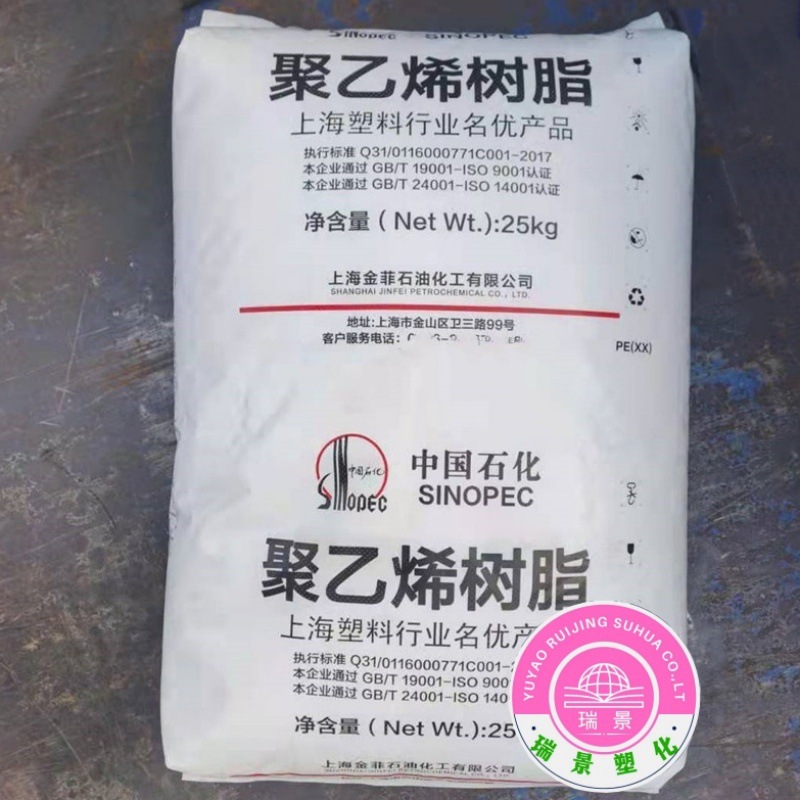 SINOPEC SINOPEC
聚乙烯树脂
上海塑料行业名优产品
执行标准 Q31/0116000771C001-2017
本企业通过 GB/T 19001-ISO 9001认证
本企业通过 GB/T 24001-ISO 14001认证
净含量(Net Wt.):25kg
上海金菲石油化工有限公司
SHANGHAI JINFEI PETROCHEMICAL CO., LTD.
地址:上海市金山区卫三路99号
客户服务电话:
PE(XX)
中国石化
SINOPEC
中国石化
SINOPEC
聚乙烯树脂
上海塑料行业名优产
执行标准 Q31/0116000771C001-2
本企业通过 GB/T 19001-ISO 900
本企业通过 GB/T 24001-ISO 140
净含量(Net Wt.):25
上海金菲石油化工有限公司
YUYAO RUIJING SUHUA CO.,LT
瑞景
·瑞景塑化·